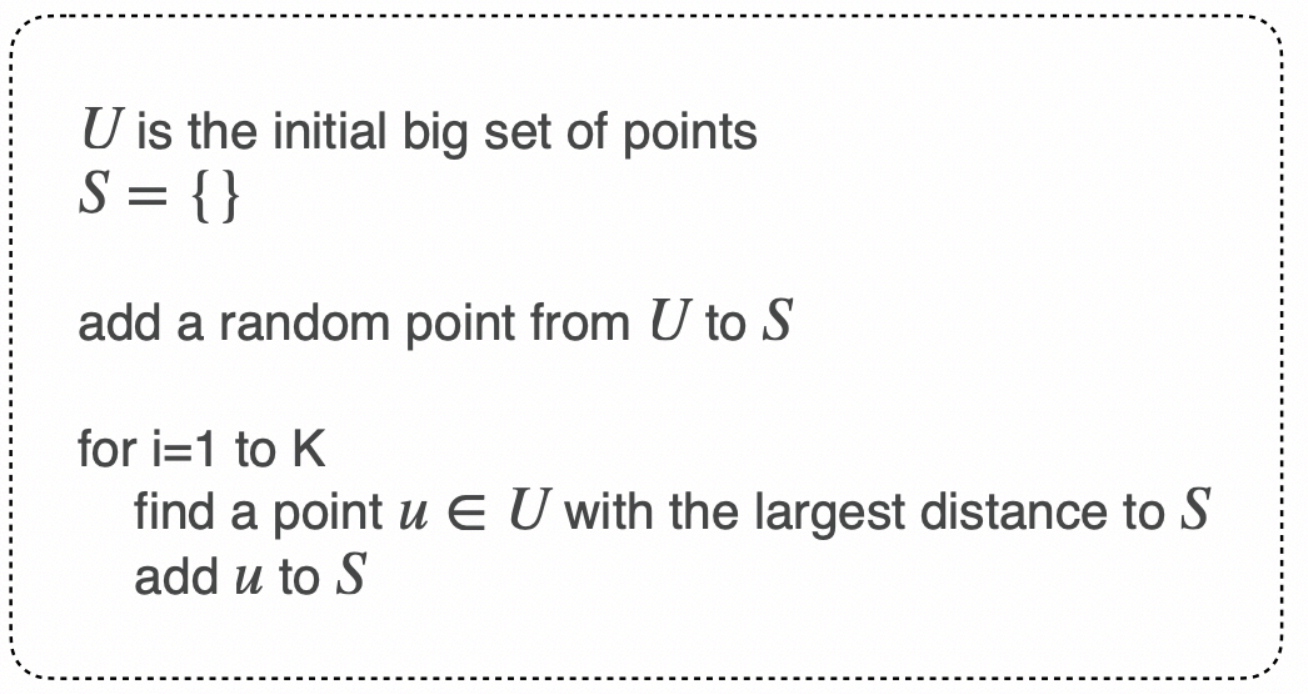 U is the initial big set of points
S = { }
add a random point from U to S
for i=1 to K
find a point u ∈ U with the largest distance to S
add u to S